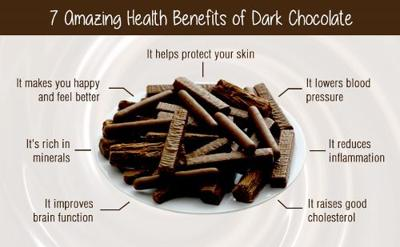 7 Amazing Health Benefits of Dark Chocolate
It helps protect your skin
It makes you happy
and feel better
It lowers blood
pressure
It's rich in
minerals
It reduces
inflammation
It improves
brain function
It raises good
cholesterol